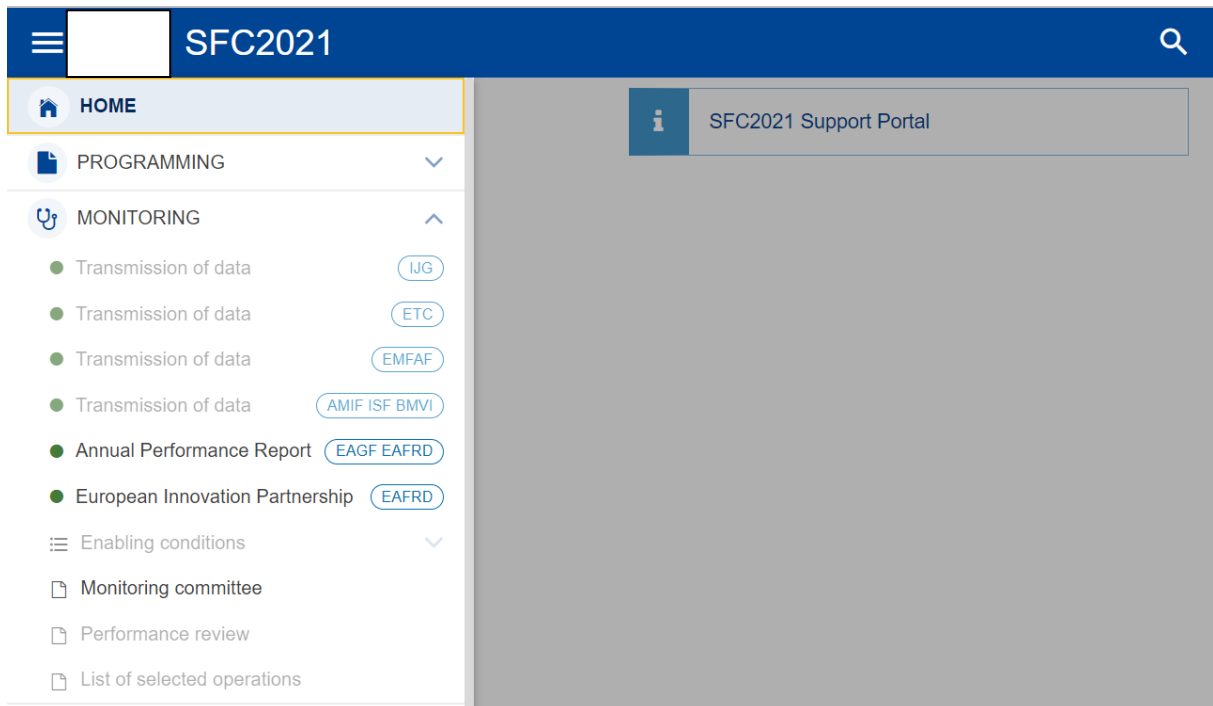 SFC2021
HOME
SFC2021 Support Portal
PROGRAMMING
MONITORING
Transmission of data IJG
Transmission of data ETC
Transmission of data EMFAF
Transmission of data AMIF ISF BMVI
Annual Performance Report EAGF EAFRD
European Innovation Partnership EAFRD
Enabling conditions
Monitoring committee
Performance review
List of selected operations